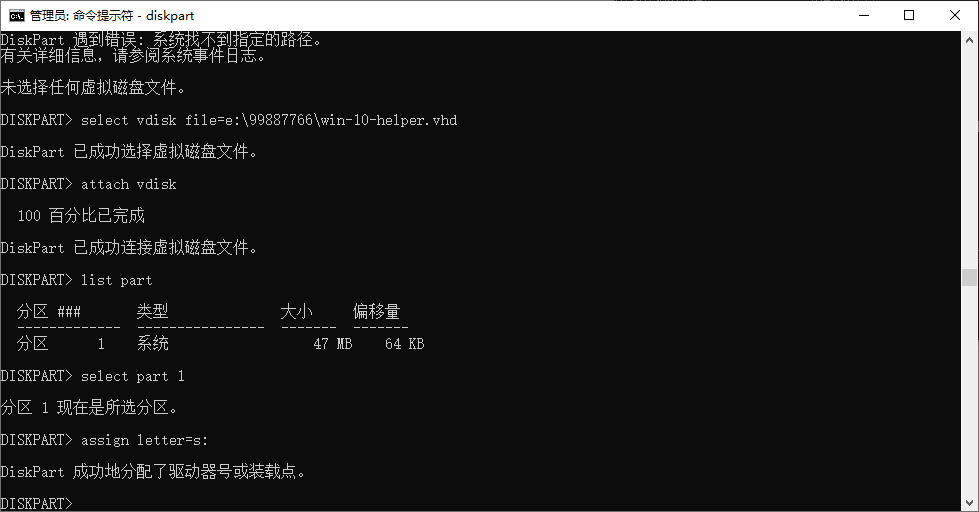 管理员: 命令提示符 - diskpart
DiskPart 遇到错误: 系统找不到指定的路径。
有关详细信息，请参阅系统事件日志。
未选择任何虚拟磁盘文件。
DISKPART> select vdisk file=e:\99887766\win-10-helper.vhd
DiskPart 已成功选择虚拟磁盘文件。
DISKPART> attach vdisk
100 百分比已完成
DiskPart 已成功连接虚拟磁盘文件。
DISKPART> list part
分区 ### 类型 大小 偏移量
------------- ---------------- ------- -------
分区 1 系统 47 MB 64 KB
DISKPART> select part 1
分区 1 现在是所选分区。
DISKPART> assign letter=s:
DiskPart 成功地分配了驱动器号或装载点。
DISKPART>